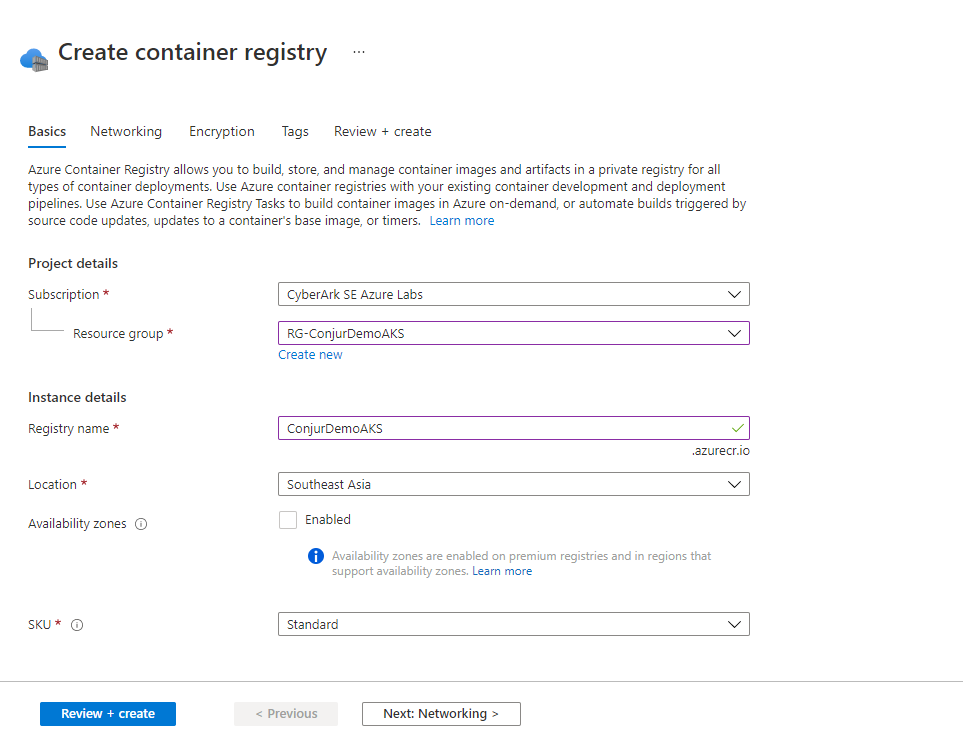 Create container registry ...
Basics Networking Encryption Tags Review + create
Azure Container Registry allows you to build, store, and manage container images and artifacts in a private registry for all
types of container deployments. Use Azure container registries with your existing container development and deployment
pipelines. Use Azure Container Registry Tasks to build container images in Azure on-demand, or automate builds triggered by
source code updates, updates to a container's base image, or timers. Learn more
Project details
Subscription * CyberArk SE Azure Labs
Resource group * RG-ConjurDemoAKS
Create new
Instance details
Registry name * ConjurDemoAKS
.azurecr.io
Location * Southeast Asia
Availability zones Enabled
Availability zones are enabled on premium registries and in regions that
support availability zones. Learn more
SKU * Standard
Review + create < Previous Next: Networking >